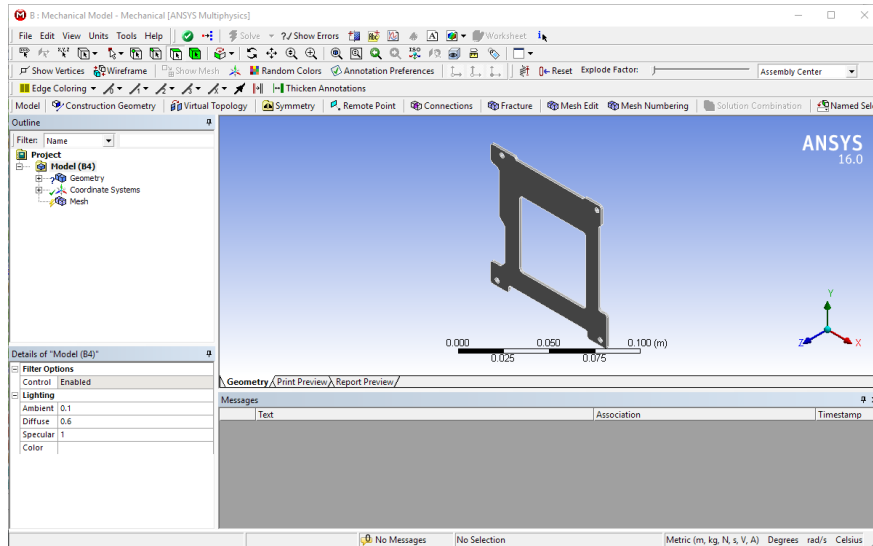 B : Mechanical Model - Mechanical [ANSYS Multiphysics]
File Edit View Units Tools Help Solve ?/ Show Errors Worksheet
Show Vertices Wireframe Show Mesh Random Colors Annotation Preferences Reset Explode Factor: Assembly Center
Edge Coloring Thicken Annotations
Model Construction Geometry Virtual Topology Symmetry Remote Point Connections Fracture Mesh Edit Mesh Numbering Solution Combination Named Sel
Outline
Filter: Name
Project
Model (B4)
Geometry
Coordinate Systems
Mesh
ANSYS
16.0
0.000 0.050 0.100 (m)
0.025 0.075
Y
Z X
Details of "Model (B4)"
Filter Options
Control Enabled
Lighting
Ambient 0.1
Diffuse 0.6
Specular 1
Color
Geometry Print Preview Report Preview
Messages
Text Association Timestamp
No Messages No Selection Metric (m, kg, N, s, V, A) Degrees rad/s Celsius